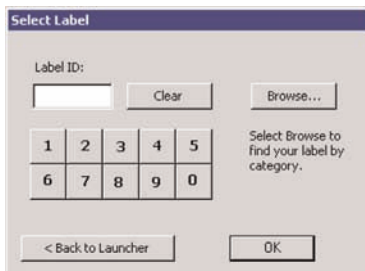 Select Label
Label ID:
Clear
Browse...
1 2 3 4 5
6 7 8 9 0
Select Browse to
find your label by
category.
< Back to Launcher
OK